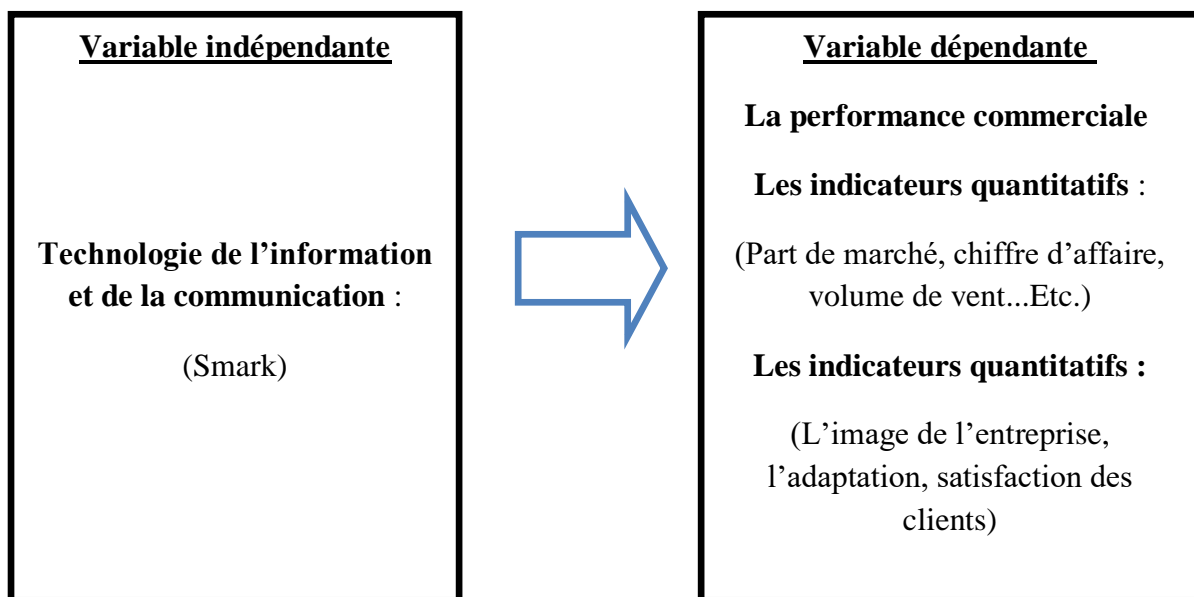 Variable indépendante
Technologie de l’information
et de la communication :
(Smark)
Variable dépendante
La performance commerciale
Les indicateurs quantitatifs :
(Part de marché, chiffre d’affaire,
volume de vent...Etc.)
Les indicateurs quantitatifs :
(L’image de l’entreprise,
l’adaptation, satisfaction des
clients)